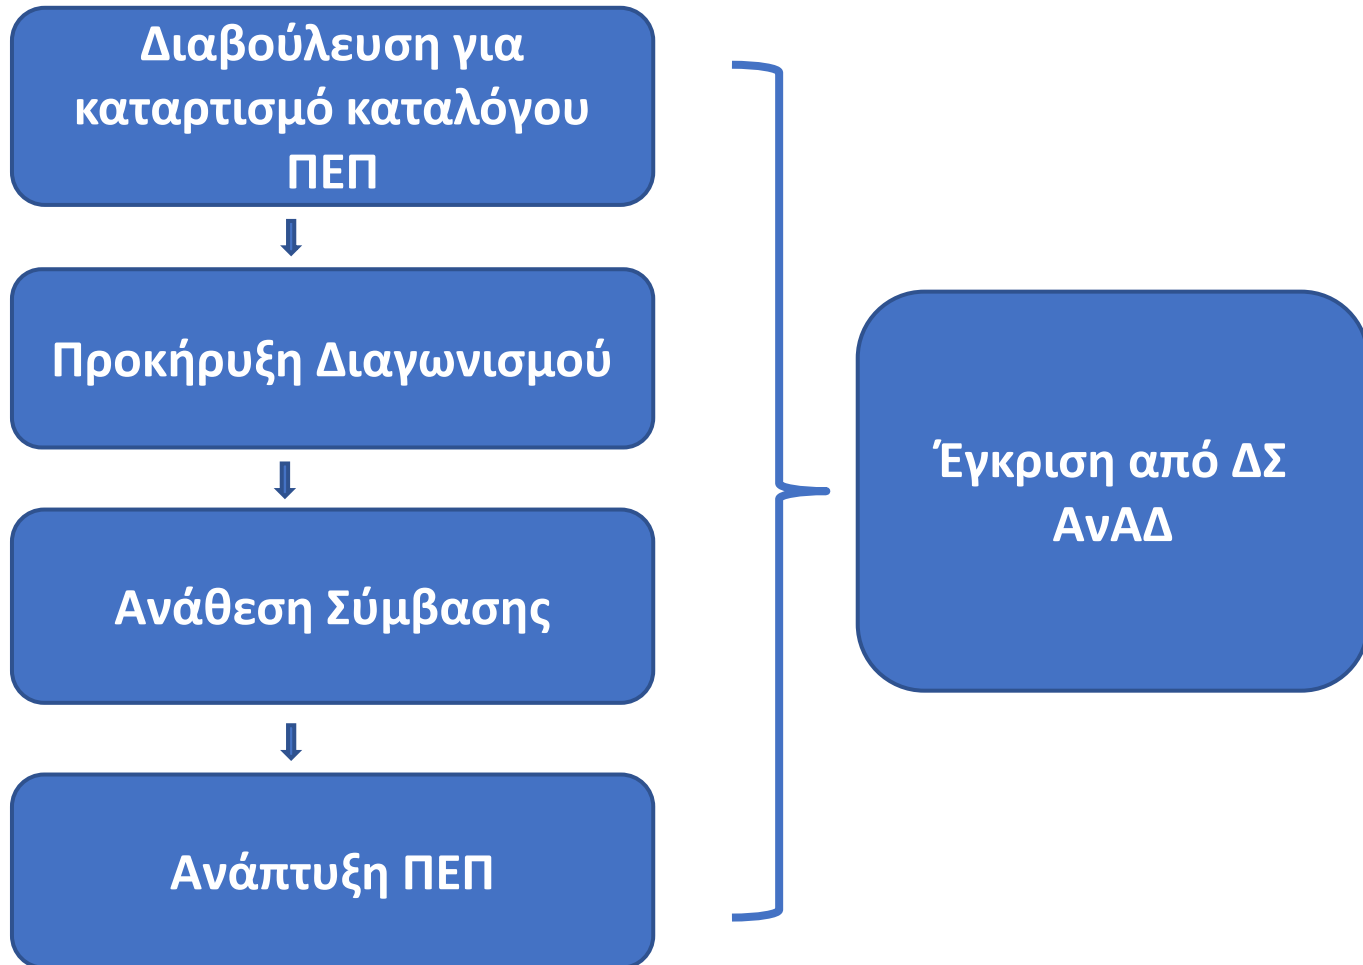 Διαβούλευση για
καταρτισμό καταλόγου
ΠΕΠ
Προκήρυξη Διαγωνισμού
Ανάθεση Σύμβασης
Ανάπτυξη ΠΕΠ
Έγκριση από ΔΣ
ΑνΑΔ